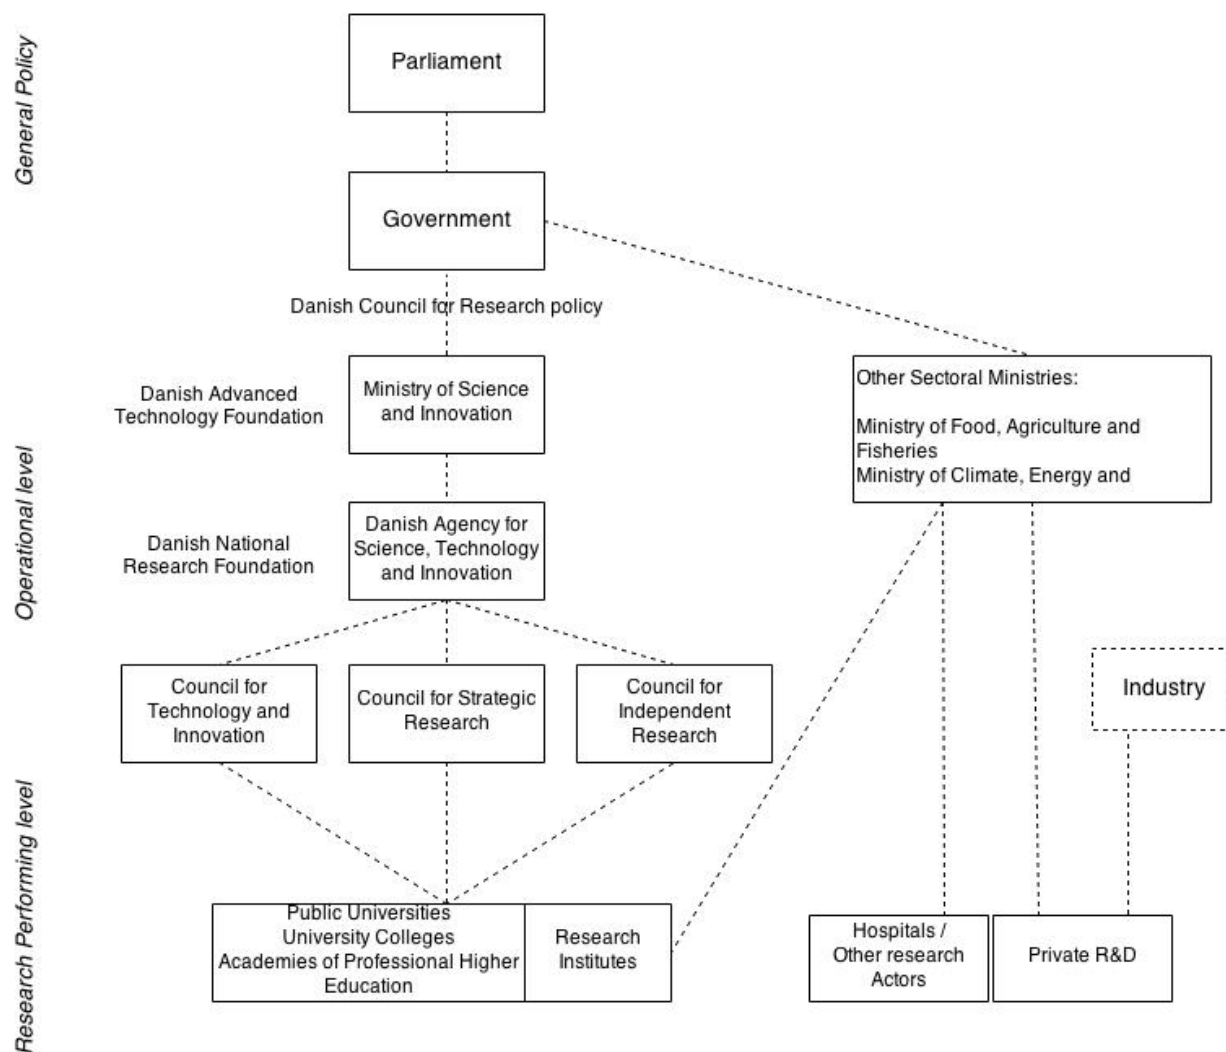 General Policy
Parliament
Government
Danish Council for Research policy
Operational level
Danish Advanced
Technology Foundation
Ministry of Science
and Innovation
Other Sectoral Ministries:
Ministry of Food, Agriculture and
Fisheries
Ministry of Climate, Energy and
Danish National
Research Foundation
Danish Agency for
Science, Technology
and Innovation
Council for
Technology and
Innovation
Council for Strategic
Research
Council for
Independent
Research
Industry
Research Performing level
Public Universities
University Colleges
Academies of Professional Higher
Education
Research
Institutes
Hospitals /
Other research
Actors
Private R&D